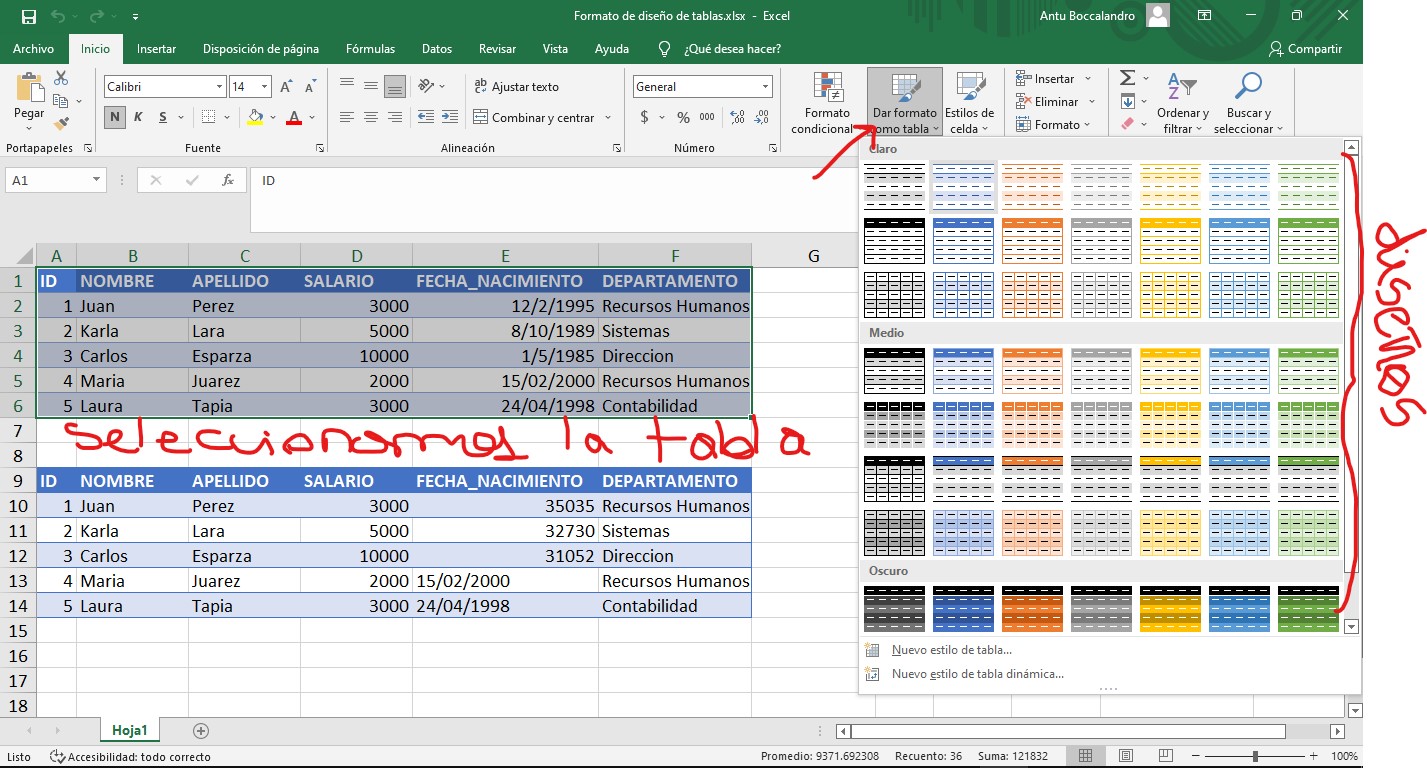 Formato de diseño de tablas.xlsx - Excel
Antu Boccalandro
Archivo Inicio Insertar Disposición de página Fórmulas Datos Revisar Vista Ayuda ¿Qué desea hacer? Compartir
Pegar
Portapapeles
Calibri 14 A A
N K S A
Fuente
ab Ajustar texto
Combinar y centrar
Alineación
General
$ % 000
Número
Formato condicional
Dar formato como tabla
Estilos de celda
Insertar
Eliminar
Formato
Ordenar y filtrar
Buscar y seleccionar
A1 fx ID
A B C D E F G
1 ID NOMBRE APELLIDO SALARIO FECHA_NACIMIENTO DEPARTAMENTO
2 1 Juan Perez 3000 12/2/1995 Recursos Humanos
3 2 Karla Lara 5000 8/10/1989 Sistemas
4 3 Carlos Esparza 10000 1/5/1985 Direccion
5 4 Maria Juarez 2000 15/02/2000 Recursos Humanos
6 5 Laura Tapia 3000 24/04/1998 Contabilidad
7 seleccionamos la tabla
8
9 ID NOMBRE APELLIDO SALARIO FECHA_NACIMIENTO DEPARTAMENTO
10 1 Juan Perez 3000 35035 Recursos Humanos
11 2 Karla Lara 5000 32730 Sistemas
12 3 Carlos Esparza 10000 31052 Direccion
13 4 Maria Juarez 2000 15/02/2000 Recursos Humanos
14 5 Laura Tapia 3000 24/04/1998 Contabilidad
15
16
17
18
Claro
Medio
Oscuro
Nuevo estilo de tabla...
Nuevo estilo de tabla dinámica...
diseños
Hoja1
Listo Accesibilidad: todo correcto Promedio: 9371.692308 Recuento: 36 Suma: 121832 100%